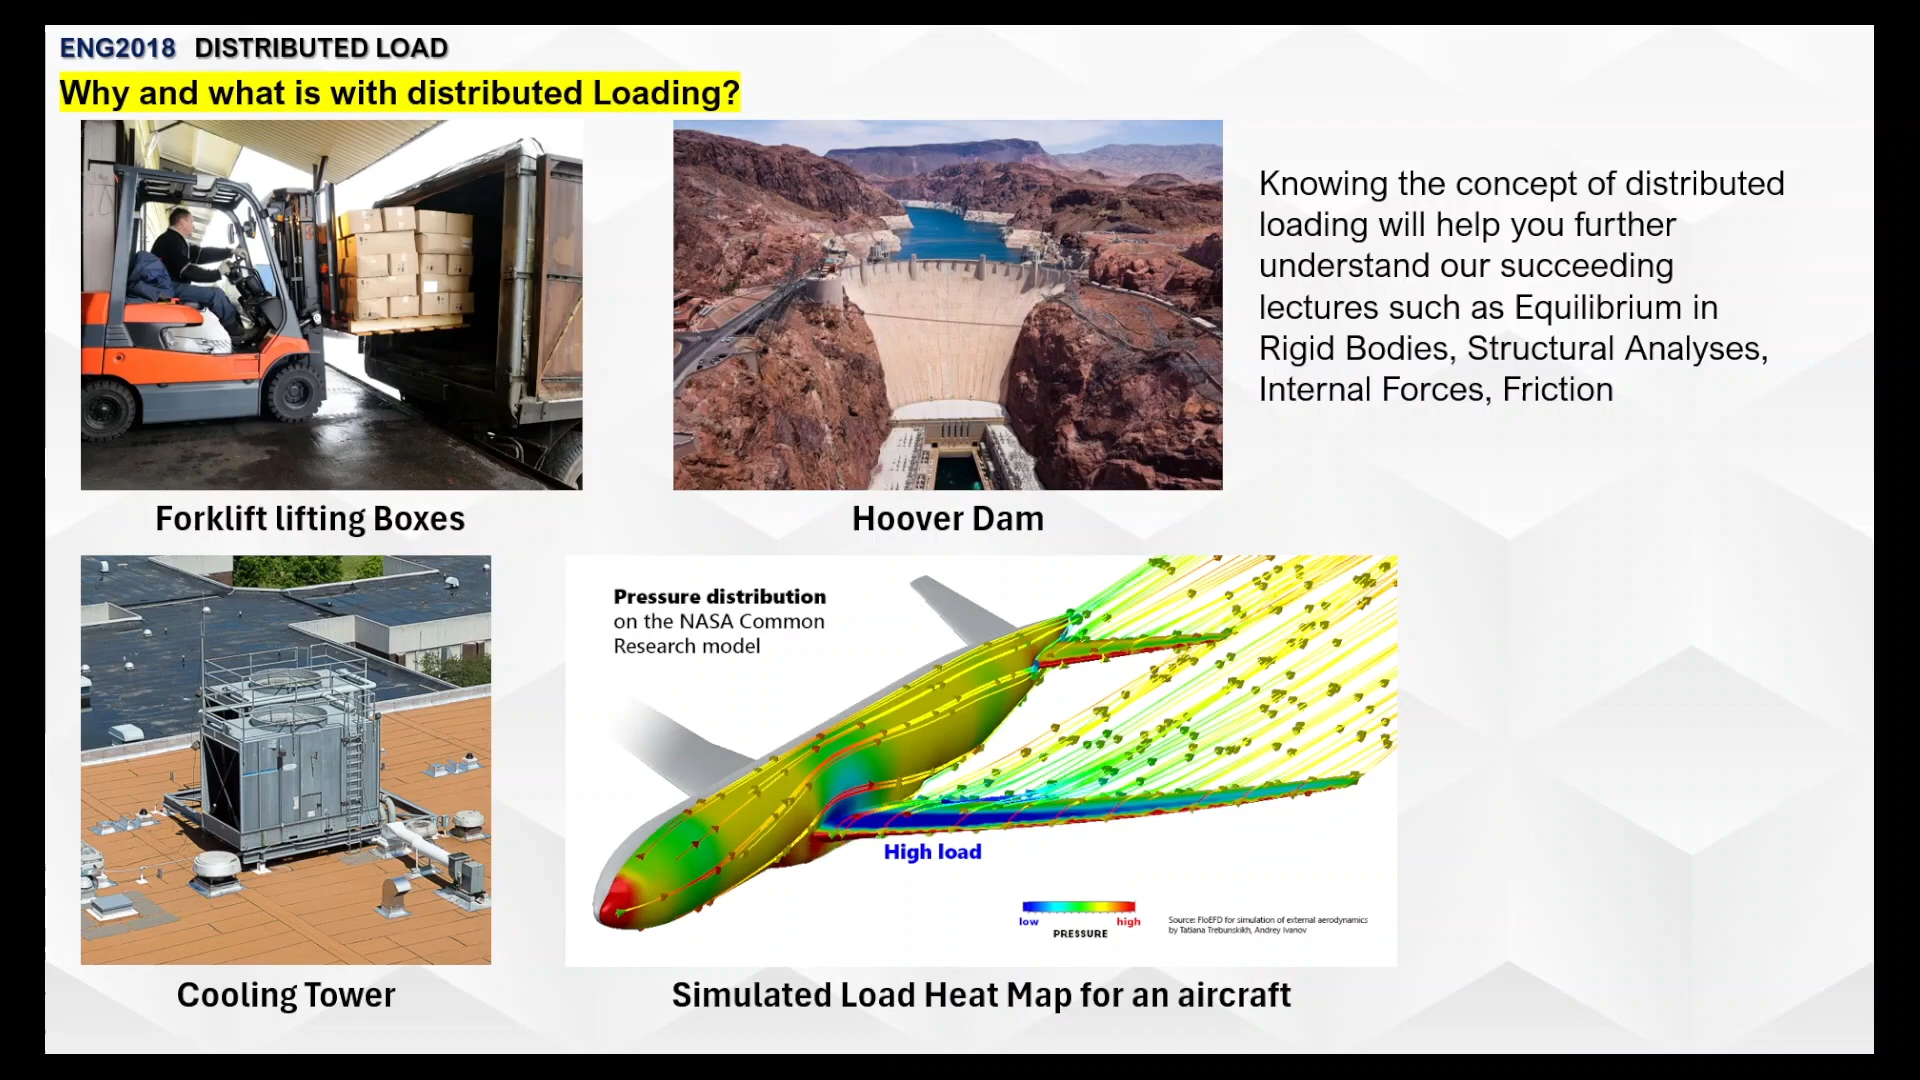 ENG2018 DISTRIBUTED LOAD
Why and what is with distributed Loading?
Knowing the concept of distributed
loading will help you further
understand our succeeding
lectures such as Equilibrium in
Rigid Bodies, Structural Analyses,
Internal Forces, Friction
Forklift lifting Boxes
Hoover Dam
Pressure distribution
on the NASA Common
Research model
High load
low
high
PRESSURE
Source: FloEFD for simulation of external aerodynamics
by Tatiana Trebunskikh, Andrey Ivanov
Cooling Tower
Simulated Load Heat Map for an aircraft